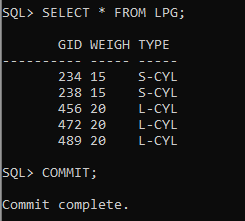 SQL> SELECT * FROM LPG;
       GID WEIGH TYPE
---------- ----- -----
       234 15    S-CYL
       238 15    S-CYL
       456 20    L-CYL
       472 20    L-CYL
       489 20    L-CYL
SQL> COMMIT;
Commit complete.